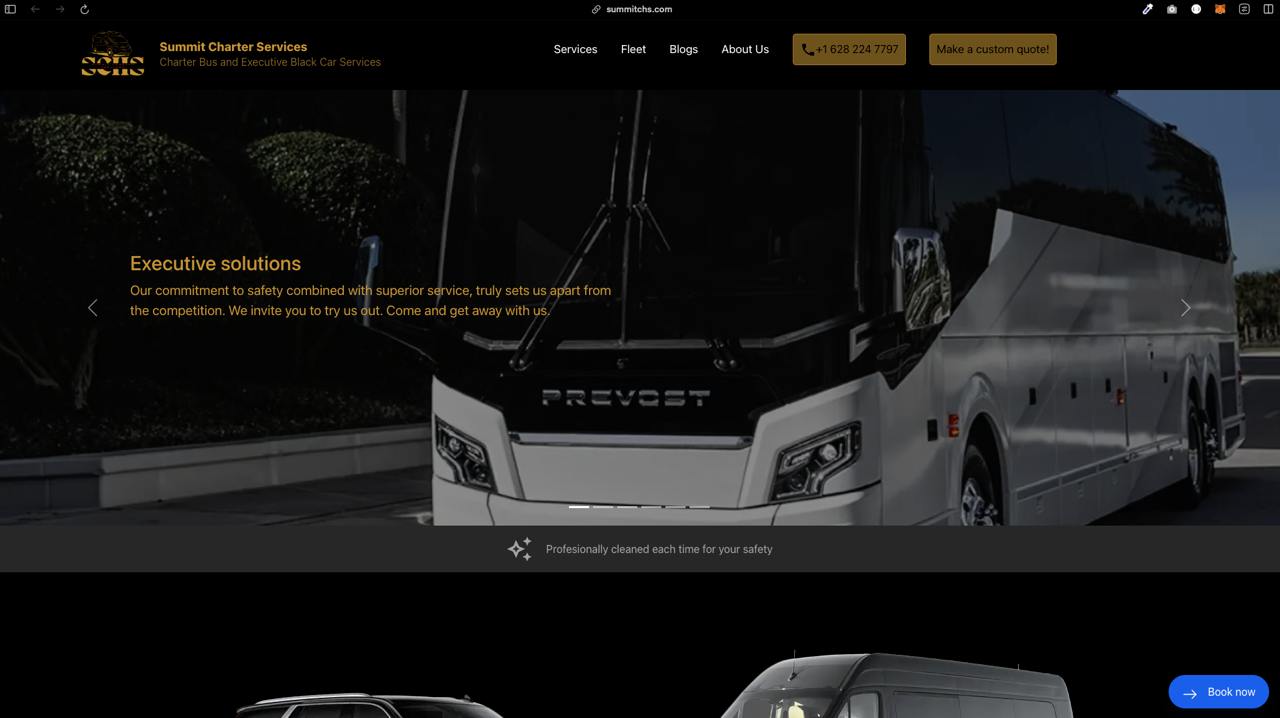 summitchs.com
SCHS
Summit Charter Services
Charter Bus and Executive Black Car Services
Services
Fleet
Blogs
About Us
+1 628 224 7797
Make a custom quote!
Executive solutions
Our commitment to safety combined with superior service, truly sets us apart from
the competition. We invite you to try us out. Come and get away with us.
PREVOST
Profesionally cleaned each time for your safety
Book now